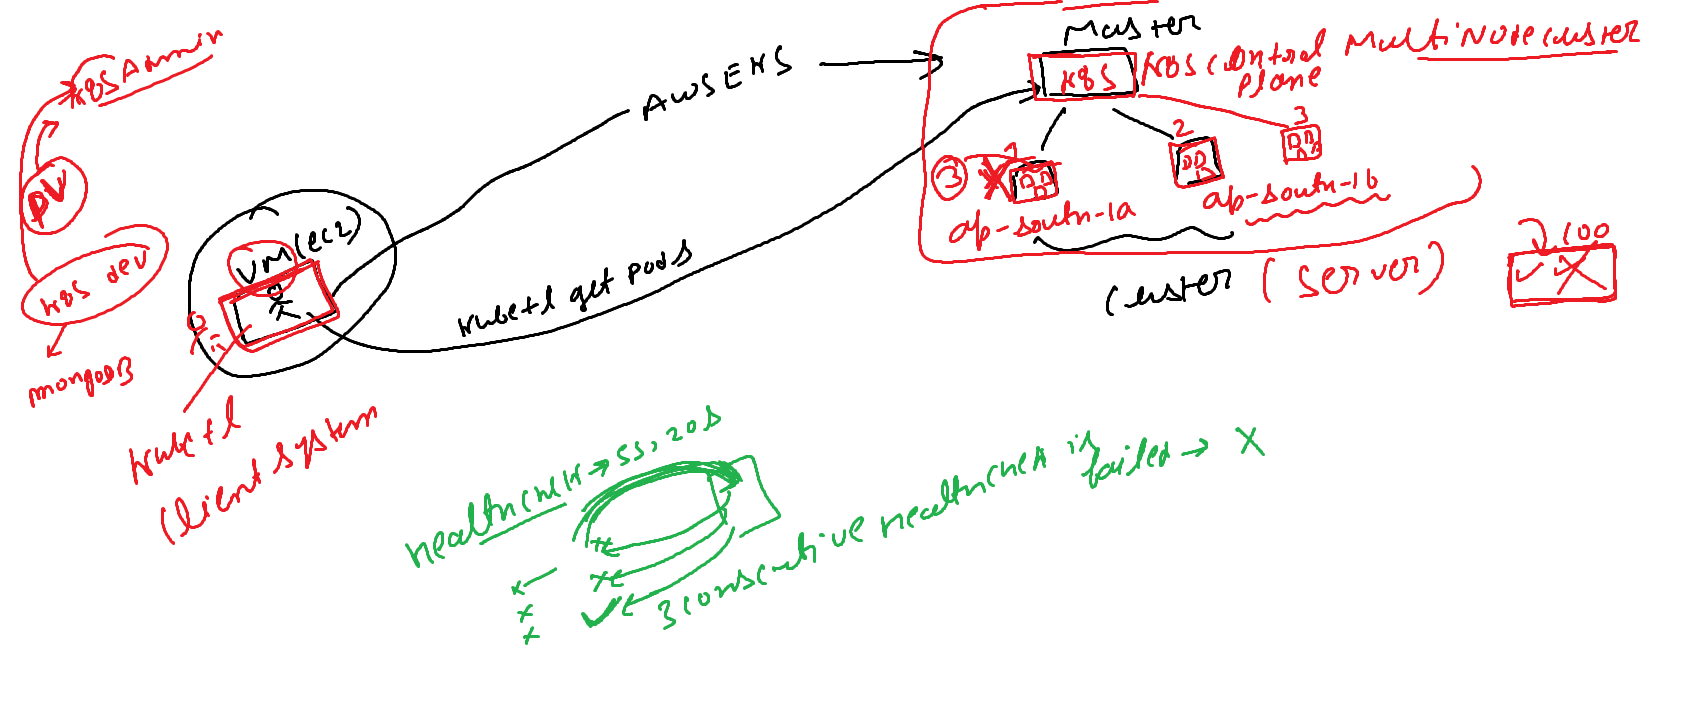 K8S Admin
PV
K8S dev
mongoDB
VM(EC2)
Kubectl
Client system
AWS EKS
Kubectl get pods
Master
K8S
K8S control plane
Multi Node cluster
1
2
3
3
ap-south-1a
ap-south-1b
Cluster (Server)
100
healthcheck → 5s, 20s
3 consecutive healthcheck is failed → X